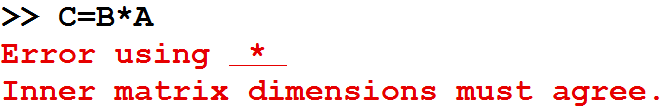 >> C=B*A
Error using  * 
Inner matrix dimensions must agree.